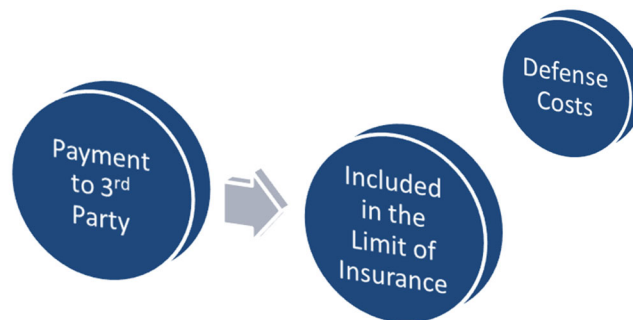 Payment
to 3rd
Party
Included
in the
Limit of
Insurance
Defense
Costs